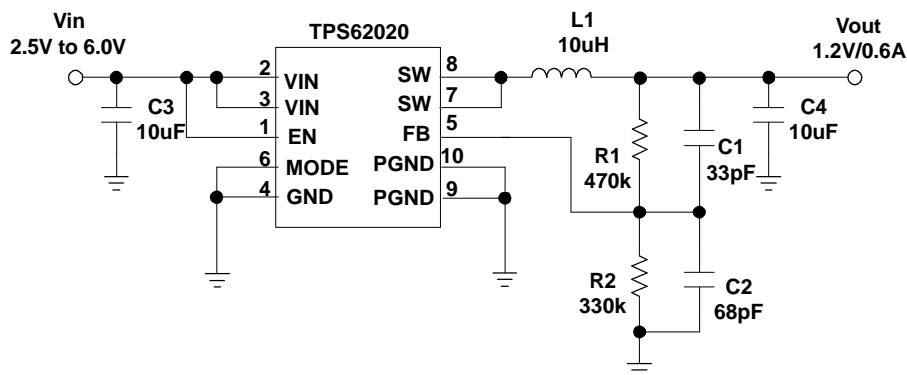 Vin
2.5V to 6.0V
TPS62020
L1
10uH
Vout
1.2V/0.6A
2
VIN
3
VIN
1
EN
6
MODE
4
GND
8
SW
7
SW
5
FB
10
PGND
9
PGND
C3
10uF
R1
470k
C1
33pF
C4
10uF
R2
330k
C2
68pF